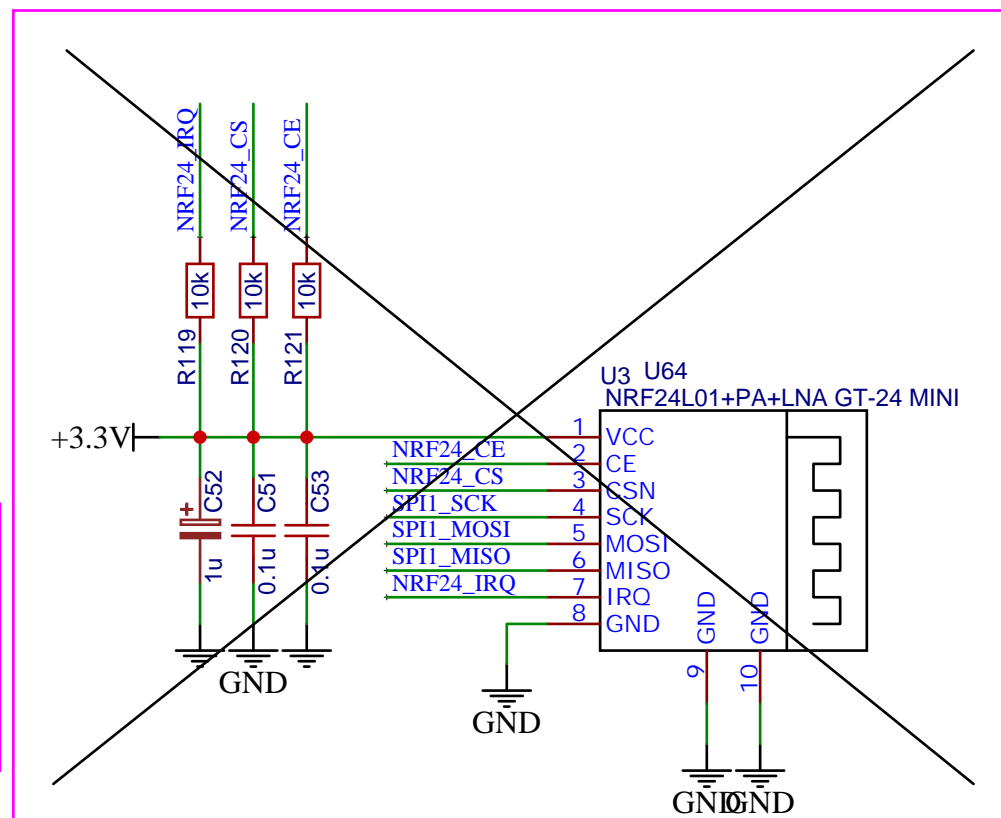 NRF24_IRQ
NRF24_CS
NRF24_CE
10k
10k
10k
R119
R120
R121
+3.3V
C52
C51
C53
+
1u
0.1u
0.1u
GND
U3 U64
NRF24L01+PA+LNA GT-24 MINI
1 VCC
NRF24_CE 2 CE
NRF24_CS 3 CSN
SPI1_SCK 4 SCK
SPI1_MOSI 5 MOSI
SPI1_MISO 6 MISO
NRF24_IRQ 7 IRQ
8 GND
GND
GND
GND
9
10
GND
GND